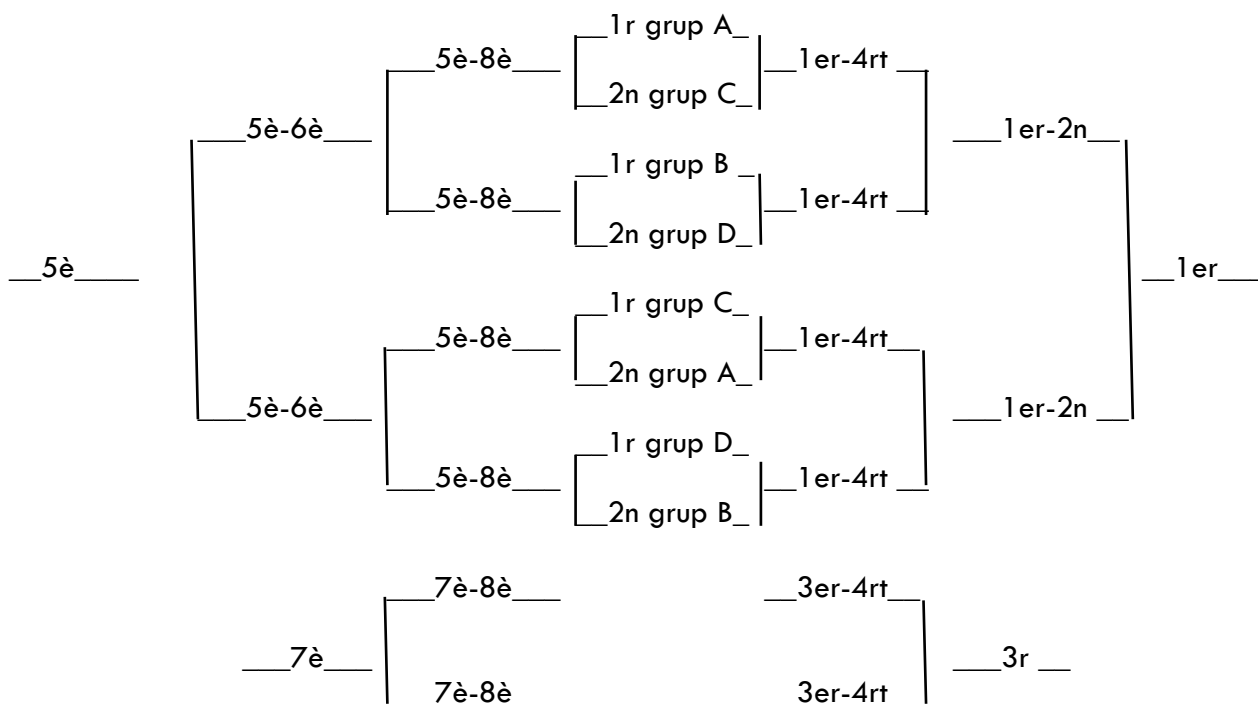 1r grup A
5è-8è 1er-4rt
2n grup C
5è-6è 1er-2n
1r grup B
5è-8è 1er-4rt
2n grup D
5è 1er
1r grup C
5è-8è 1er-4rt
2n grup A
5è-6è 1er-2n
1r grup D
5è-8è 1er-4rt
2n grup B
7è-8è 3er-4rt
7è 3r
7è-8è 3er-4rt